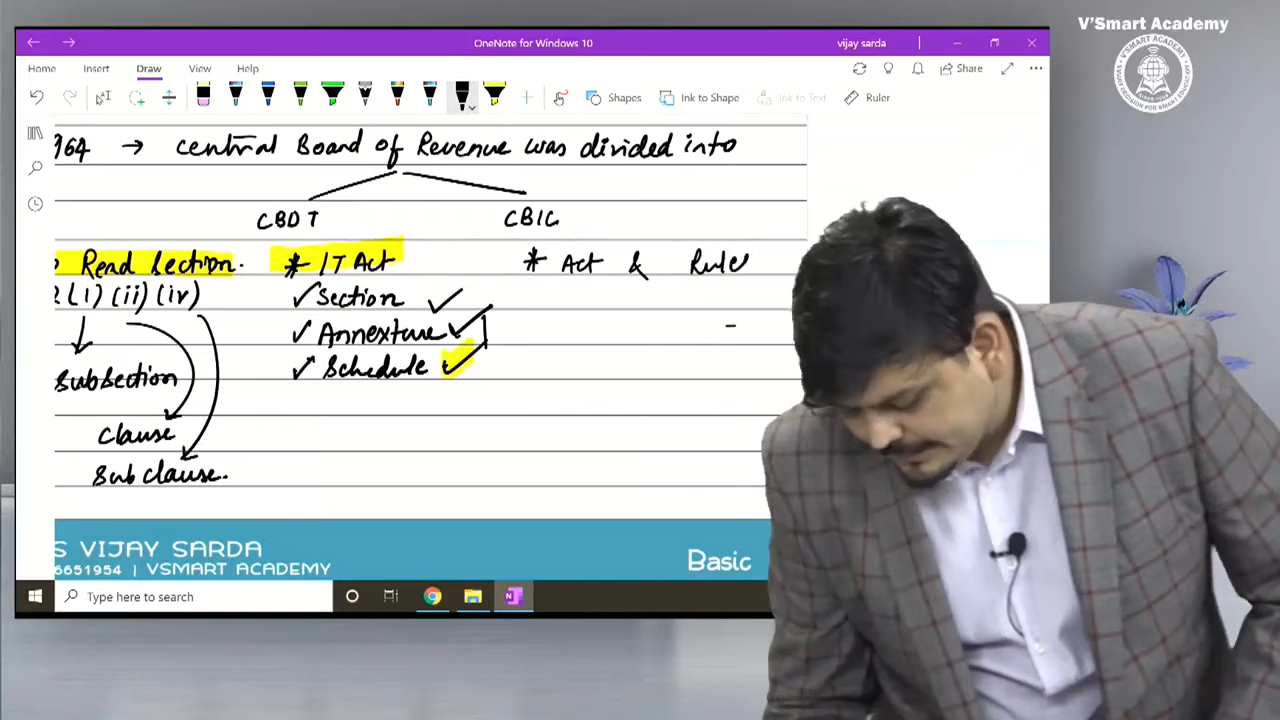 V'Smart Academy
OneNote for Windows 10
vijay sarda
Home Insert Draw View Help
Share
Shapes Ink to Shape Ink to Text Ruler
964 → Central Board of Revenue was divided into
CBDT CBIC
Read Section. * IT Act * Act & Rule
(1) (ii) (iv) ✓ Section ✓
✓ Annexture ✓
Subsection ✓ Schedule ✓
Clause
Sub clause.
S VIJAY SARDA
6651954 | VSMART ACADEMY
Basic
Type here to search